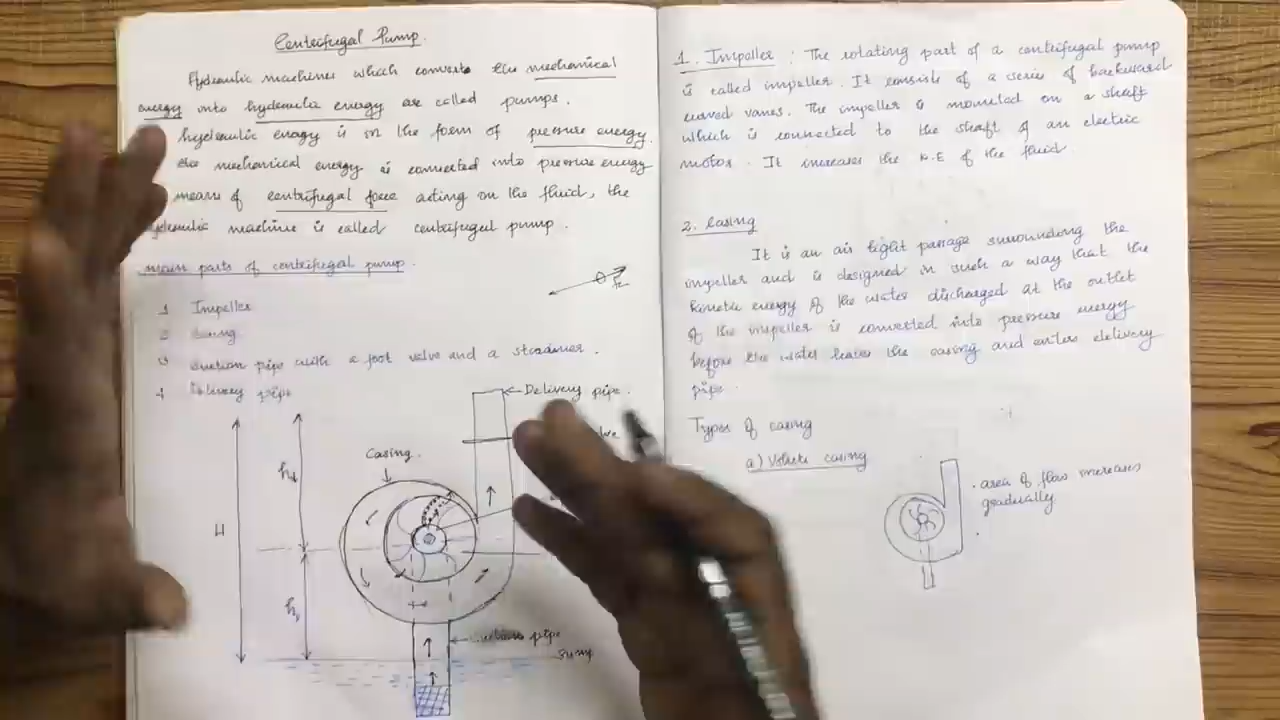 Centrifugal Pump.
Hydraulic machines which converts the mechanical
energy into hydraulic energy are called pumps.
hydraulic energy is in the form of pressure energy.
the mechanical energy is converted into pressure energy
means of centrifugal force acting on the fluid, the
hydraulic machine is called centrifugal pump.
main parts of centrifugal pump.
1 Impeller
2 Casing
3 suction pipe with a foot valve and a strainer.
4 Delivery pipe
Delivery pipe.
Casing.
hd
H
hs
suction pipe
Sump
1. Impeller : The rotating part of a centrifugal pump
is called impeller. It consists of a series of backward
curved vanes. The impeller is mounted on a shaft
which is connected to the shaft of an electric
motor. It increases the K.E of the fluid.
2. Casing
It is an air tight passage surrounding the
impeller and is designed in such a way that the
kinetic energy of the water discharged at the outlet
of the impeller is converted into pressure energy
before the water leaves the casing and enters delivery
pipe.
Types of casing
a) Volute casing
. area of flow increases
gradually